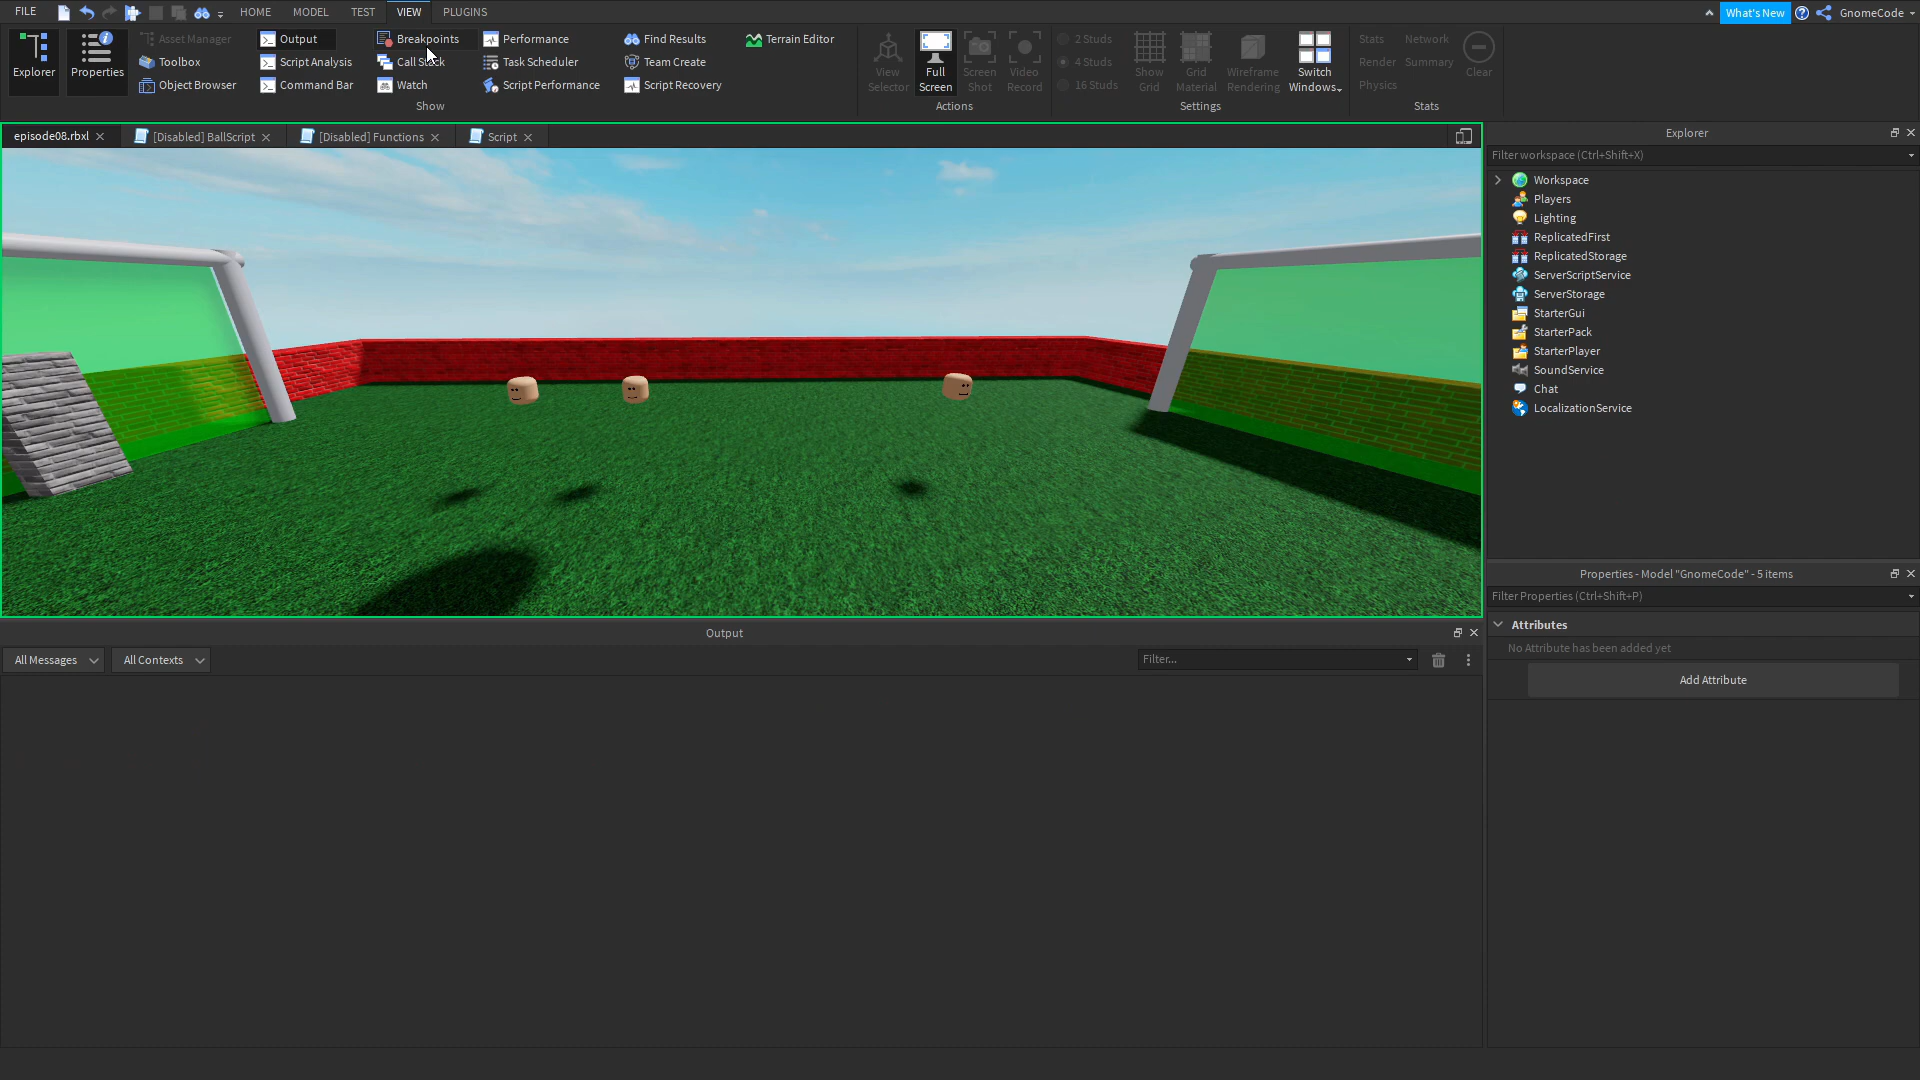 FILE HOME MODEL TEST VIEW PLUGINS What's New GnomeCode
Explorer Properties
Asset Manager Output Breakpoints Performance Find Results Terrain Editor
Toolbox Script Analysis Call Stack Task Scheduler Team Create
Object Browser Command Bar Watch Script Performance Script Recovery
Show
View Selector
Full Screen
Screen Shot
Video Record
Actions
2 Studs
4 Studs
16 Studs
Show Grid
Grid Material
Wireframe Rendering
Switch Windows
Settings
Stats Network
Render Summary
Physics
Clear
Stats
episode08.rbxl [Disabled] BallScript [Disabled] Functions Script
Explorer
Filter workspace (Ctrl+Shift+X)
Workspace
Players
Lighting
ReplicatedFirst
ReplicatedStorage
ServerScriptService
ServerStorage
StarterGui
StarterPack
StarterPlayer
SoundService
Chat
LocalizationService
Properties - Model "GnomeCode" - 5 items
Filter Properties (Ctrl+Shift+P)
Attributes
No Attribute has been added yet
Add Attribute
Output
All Messages All Contexts Filter...